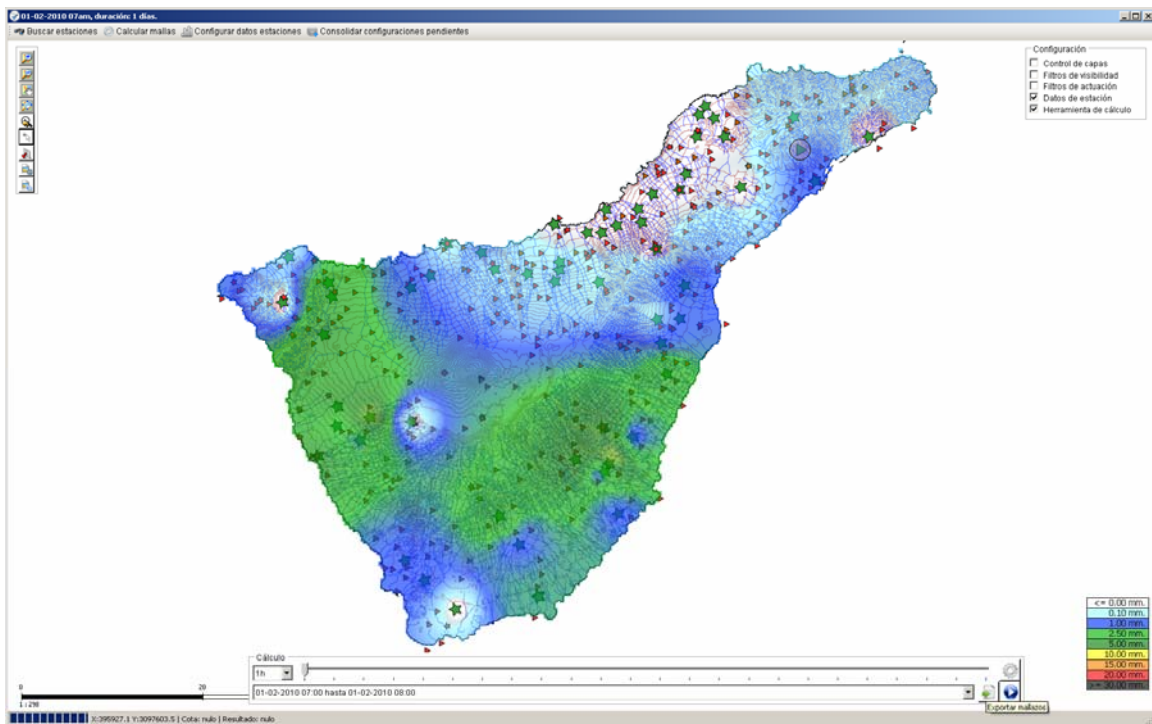 01-02-2010 07am, duración: 1 días.
Buscar estaciones Calcular mallas Configurar datos estaciones Consolidar configuraciones pendientes
Configuración
Control de capas
Filtros de visibilidad
Filtros de actuación
Datos de estación
Herramienta de cálculo
<= 0.00 mm.
0.10 mm.
1.00 mm.
2.50 mm.
5.00 mm.
10.00 mm.
15.00 mm.
20.00 mm.
>= 30.00 mm.
Cálculo
1h
01-02-2010 07:00 hasta 01-02-2010 08:00
Exportar mallazos
0 20
X:395927.1 Y:3097603.5 | Cota: nulo | Resultado: nulo